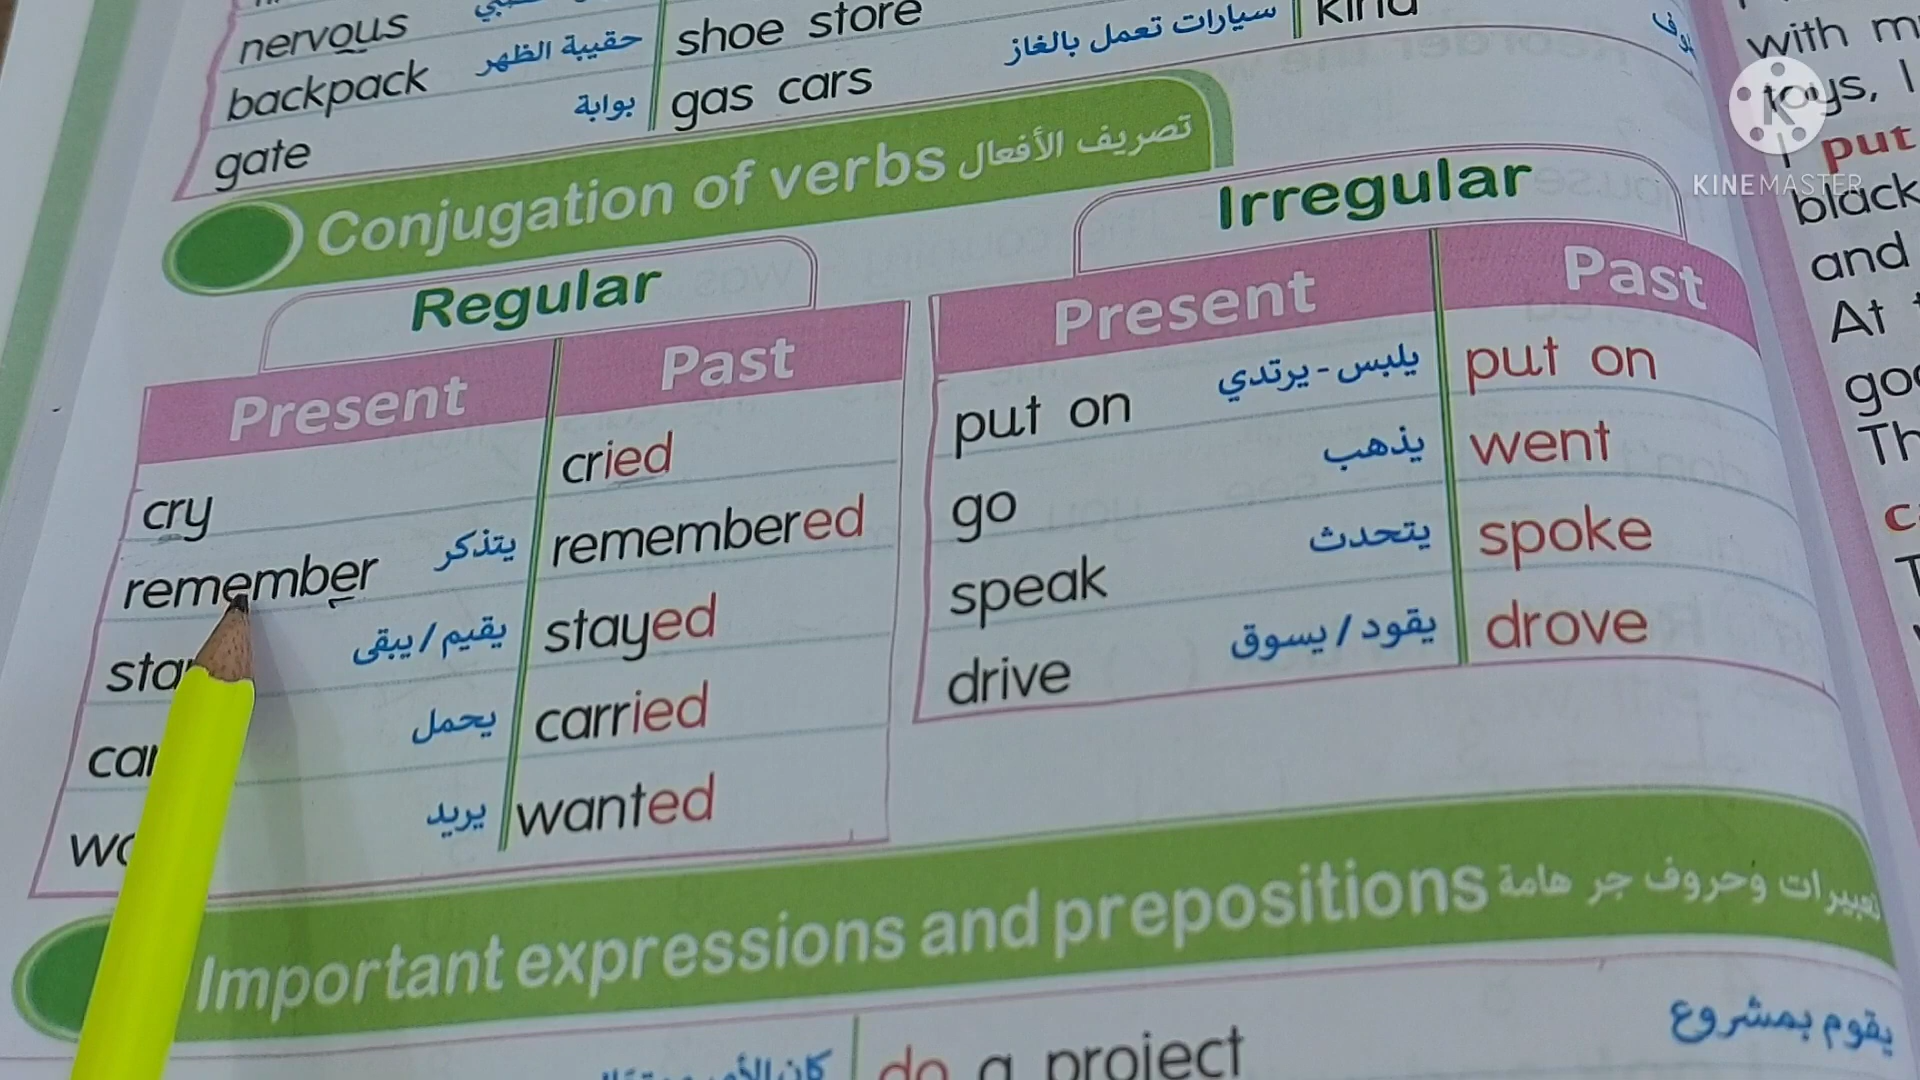 nervous
backpack حقيبة الظهر shoe store سيارات تعمل بالغاز
gate بوابة gas cars
Conjugation of verbs تصريف الأفعال
Regular
Present Past
cry cried
remember يتذكر remembered
يقيم / يبقى stayed
يحمل carried
يريد wanted
Irregular
Present Past
put on يلبس - يرتدي put on
go يذهب went
speak يتحدث spoke
drive يقود / يسوق drove
Important expressions and prepositions تعبيرات وحروف جر هامة
do a project يقوم بمشروع
with
toys, I
put
black
and
At
KINEMASTER